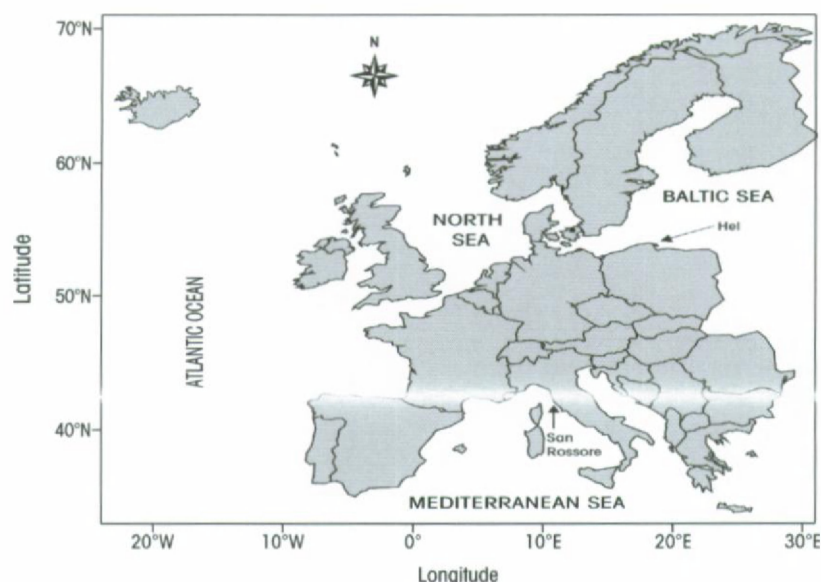 70°N
N
60°N
BALTIC SEA
NORTH
SEA
Hel
Latitude
50°N
ATLANTIC OCEAN
40°N
San
Rossore
MEDITERRANEAN SEA
20°W
10°W
0°
10°E
20°E
30°E
Longitude